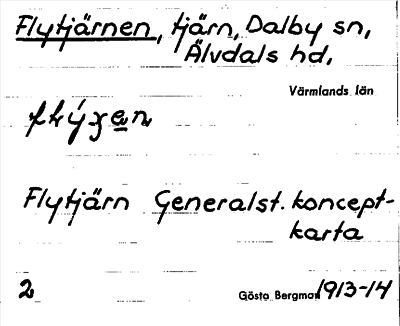 Flytjärnen, tjärn, Dalby sn,
Älvdals hd,
Värmlands län
Flytjärn Generalst. koncept-
karta
2 Gösta Bergman 1913-14